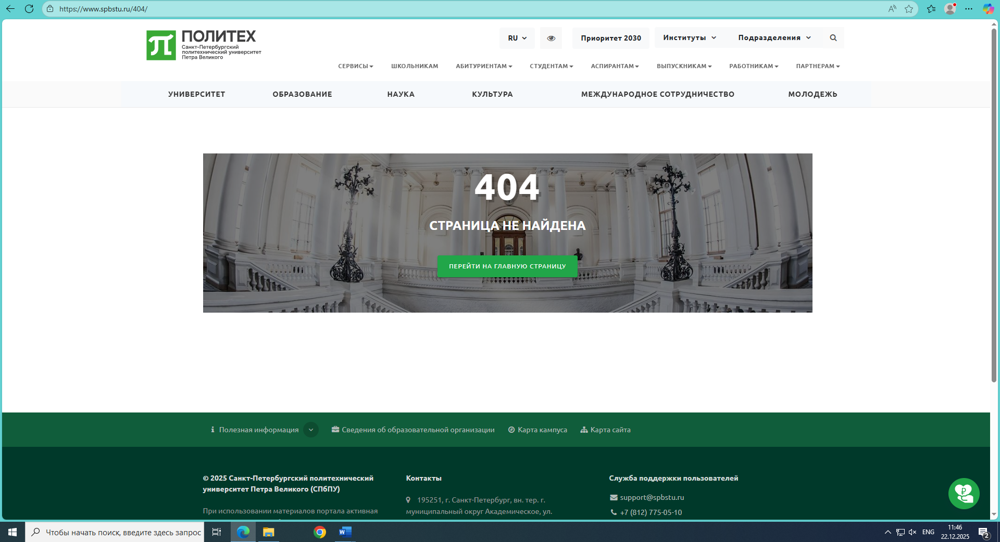 https://www.spbstu.ru/404/
ПОЛИТЕХ
Санкт-Петербургский
политехнический университет
Петра Великого
RU
Приоритет 2030
Институты
Подразделения
СЕРВИСЫ
ШКОЛЬНИКАМ
АБИТУРИЕНТАМ
СТУДЕНТАМ
АСПИРАНТАМ
ВЫПУСКНИКАМ
РАБОТНИКАМ
ПАРТНЕРАМ
УНИВЕРСИТЕТ
ОБРАЗОВАНИЕ
НАУКА
КУЛЬТУРА
МЕЖДУНАРОДНОЕ СОТРУДНИЧЕСТВО
МОЛОДЕЖЬ
404
СТРАНИЦА НЕ НАЙДЕНА
ПЕРЕЙТИ НА ГЛАВНУЮ СТРАНИЦУ
Полезная информация
Сведения об образовательной организации
Карта кампуса
Карта сайта
© 2025 Санкт-Петербургский политехнический
университет Петра Великого (СПбПУ)
При использовании материалов портала активная
Контакты
195251, г. Санкт-Петербург, вн. тер. г.
муниципальный округ Академическое, ул.
Служба поддержки пользователей
support@spbstu.ru
+7 (812) 775-05-10
Чтобы начать поиск, введите здесь запрос
ENG
11:46
22.12.2025
2